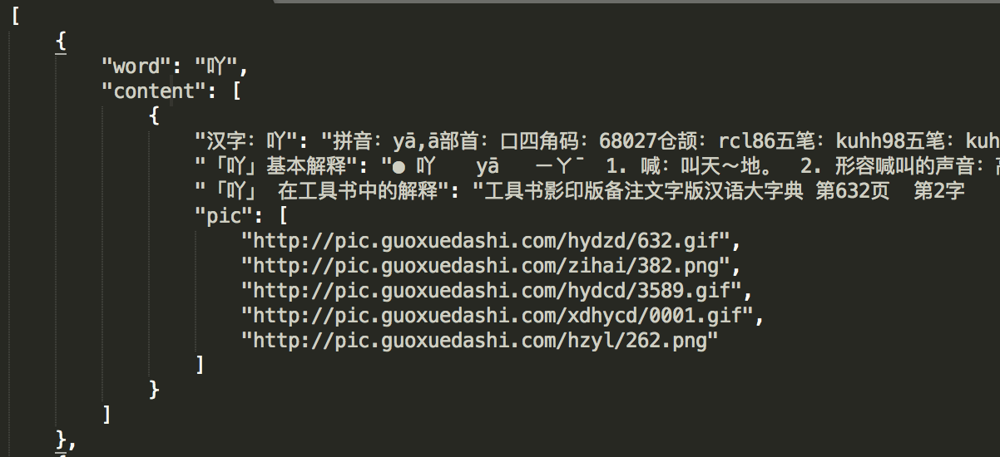 [
{
"word": "吖",
"content": [
{
"汉字：吖": "拼音：yā,ā部首：口四角码：68027仓颉：rcl86五笔：kuhh98五笔：kuh
"「吖」基本解释": "● 吖 yā ㄧㄚˉ 1. 喊：叫天～地。 2. 形容喊叫的声音：高
"「吖」 在工具书中的解释": "工具书影印版备注文字版汉语大字典 第632页 第2字
"pic": [
"http://pic.guoxuedashi.com/hydzd/632.gif",
"http://pic.guoxuedashi.com/zihai/382.png",
"http://pic.guoxuedashi.com/hydcd/3589.gif",
"http://pic.guoxuedashi.com/xdhycd/0001.gif",
"http://pic.guoxuedashi.com/hzyl/262.png"
]
}
]
},